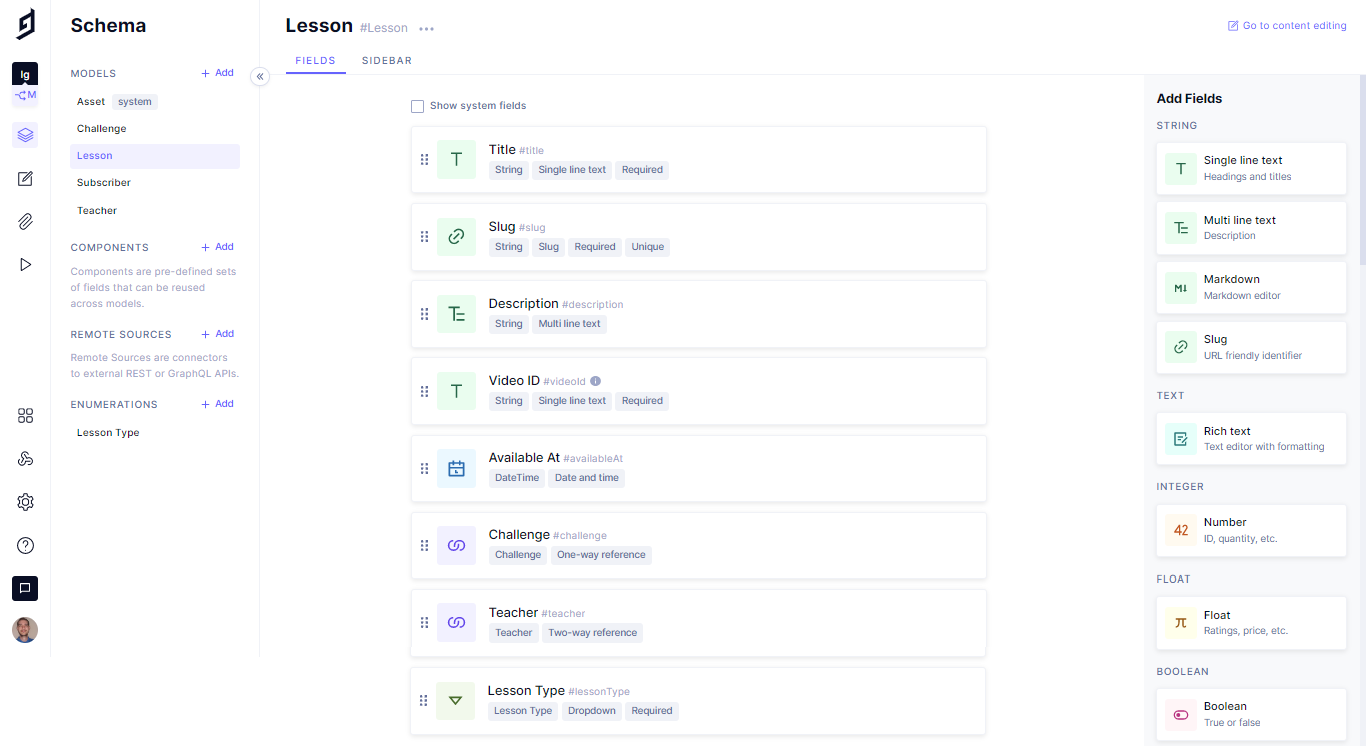 Schema
lg
M
MODELS
+ Add
Asset system
Challenge
Lesson
Subscriber
Teacher
COMPONENTS
+ Add
Components are pre-defined sets
of fields that can be reused
across models.
REMOTE SOURCES
+ Add
Remote Sources are connectors
to external REST or GraphQL APIs.
ENUMERATIONS
+ Add
Lesson Type
Lesson #Lesson
Go to content editing
FIELDS SIDEBAR
Show system fields
Title #title
String Single line text Required
Slug #slug
String Slug Required Unique
Description #description
String Multi line text
Video ID #videoId
String Single line text Required
Available At #availableAt
DateTime Date and time
Challenge #challenge
Challenge One-way reference
Teacher #teacher
Teacher Two-way reference
Lesson Type #lessonType
Lesson Type Dropdown Required
Add Fields
STRING
T
Single line text
Headings and titles
Multi line text
Description
Markdown
Markdown editor
Slug
URL friendly identifier
TEXT
Rich text
Text editor with formatting
INTEGER
42
Number
ID, quantity, etc.
FLOAT
π
Float
Ratings, price, etc.
BOOLEAN
Boolean
True or false